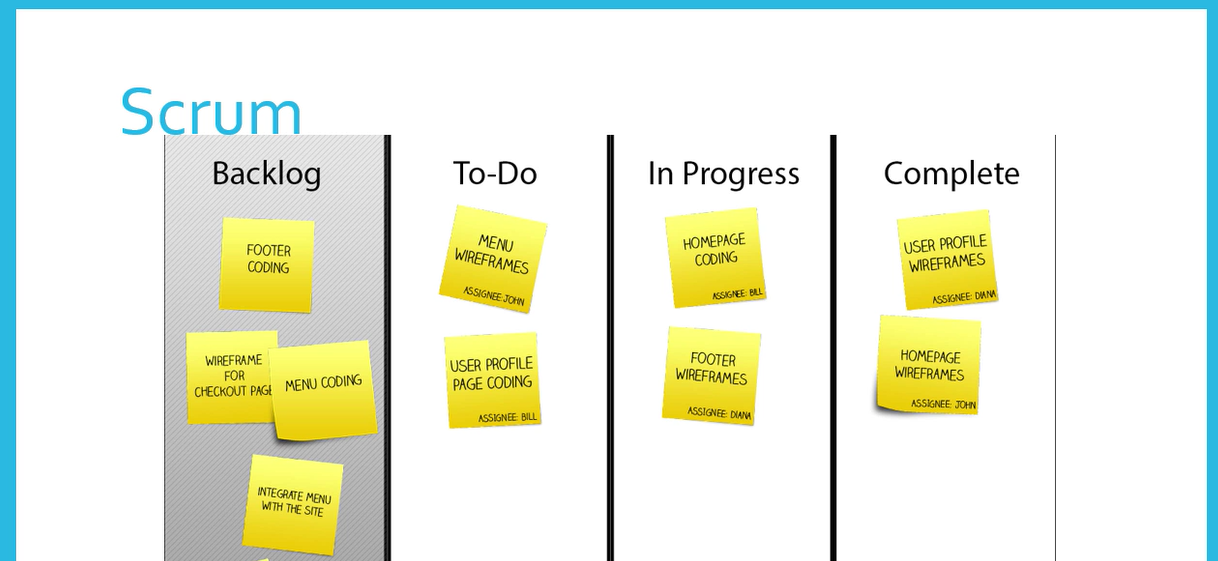 Scrum
Backlog
FOOTER
CODING
WIREFRAME
FOR
CHECKOUT PAGE
MENU CODING
INTEGRATE MENU
WITH THE SITE
To-Do
MENU
WIREFRAMES
ASSIGNEE: JOHN
USER PROFILE
PAGE CODING
ASSIGNEE: BILL
In Progress
HOMEPAGE
CODING
ASSIGNEE: BILL
FOOTER
WIREFRAMES
ASSIGNEE: DIANA
Complete
USER PROFILE
WIREFRAMES
ASSIGNEE: DIANA
HOMEPAGE
WIREFRAMES
ASSIGNEE: JOHN